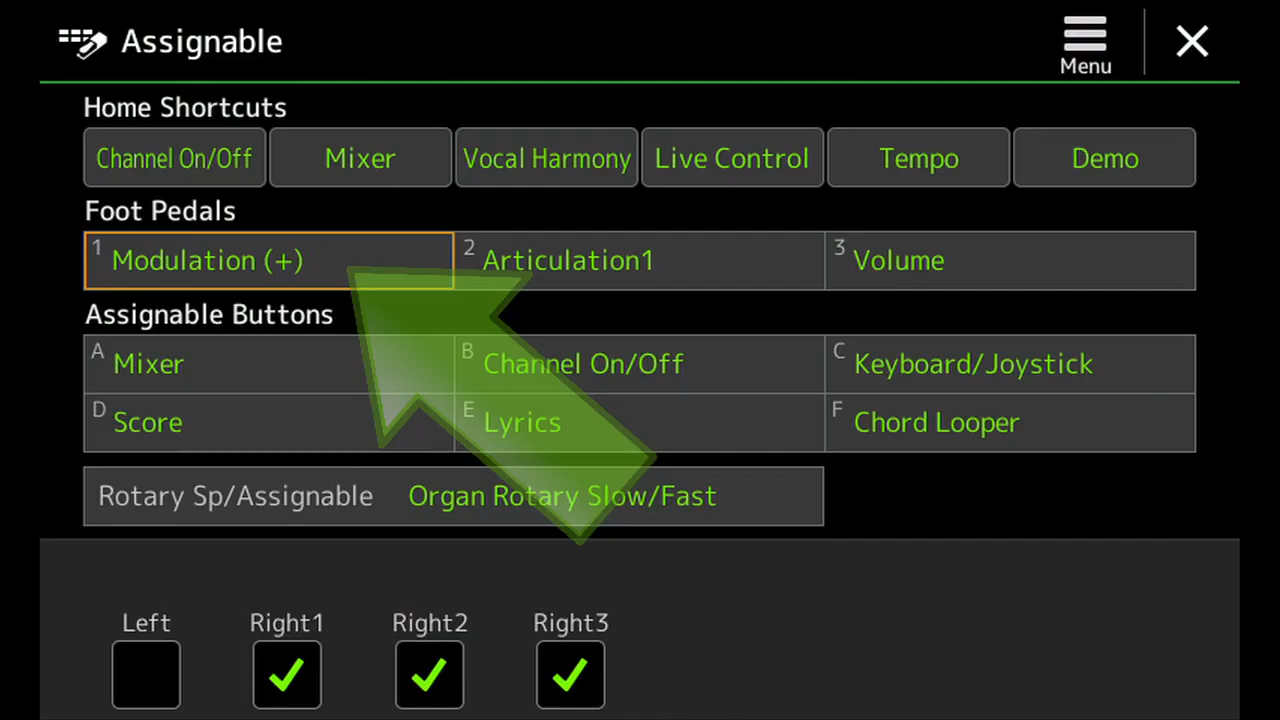 Assignable
Menu
Home Shortcuts
Channel On/Off Mixer Vocal Harmony Live Control Tempo Demo
Foot Pedals
1 Modulation (+) 2 Articulation1 3 Volume
Assignable Buttons
A Mixer B Channel On/Off C Keyboard/Joystick
D Score E Lyrics F Chord Looper
Rotary Sp/Assignable Organ Rotary Slow/Fast
Left Right1 Right2 Right3